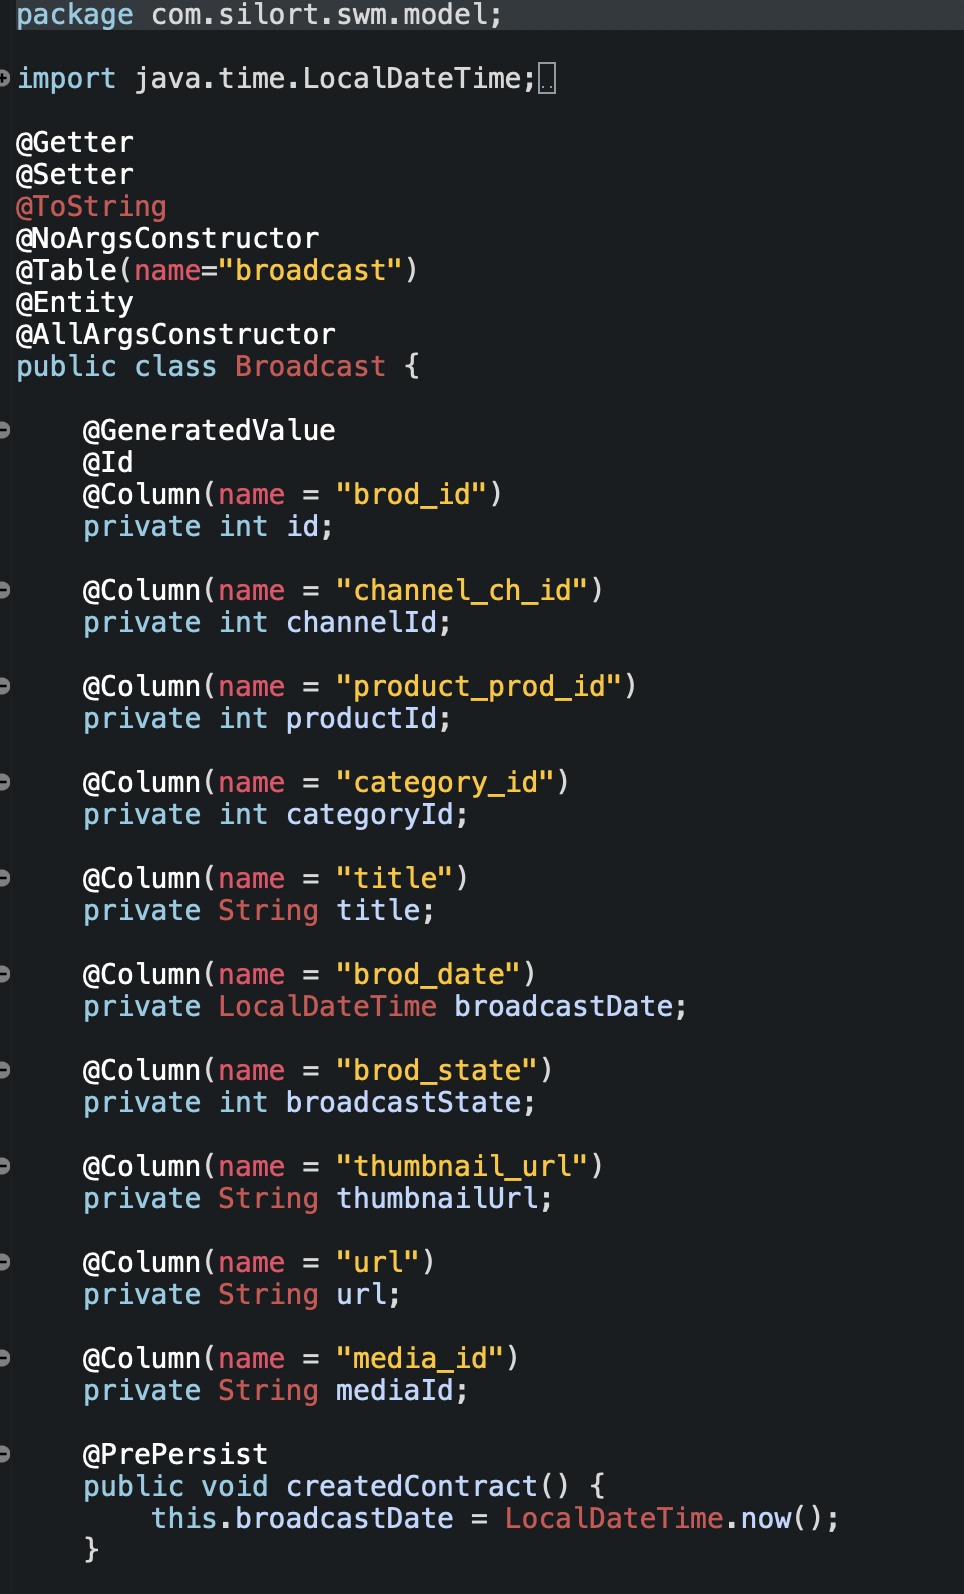 package com.silort.swm.model;
import java.time.LocalDateTime;
@Getter
@Setter
@ToString
@NoArgsConstructor
@Table(name="broadcast")
@Entity
@AllArgsConstructor
public class Broadcast {
@GeneratedValue
@Id
@Column(name = "brod_id")
private int id;
@Column(name = "channel_ch_id")
private int channelId;
@Column(name = "product_prod_id")
private int productId;
@Column(name = "category_id")
private int categoryId;
@Column(name = "title")
private String title;
@Column(name = "brod_date")
private LocalDateTime broadcastDate;
@Column(name = "brod_state")
private int broadcastState;
@Column(name = "thumbnail_url")
private String thumbnailUrl;
@Column(name = "url")
private String url;
@Column(name = "media_id")
private String mediaId;
@PrePersist
public void createdContract() {
this.broadcastDate = LocalDateTime.now();
}